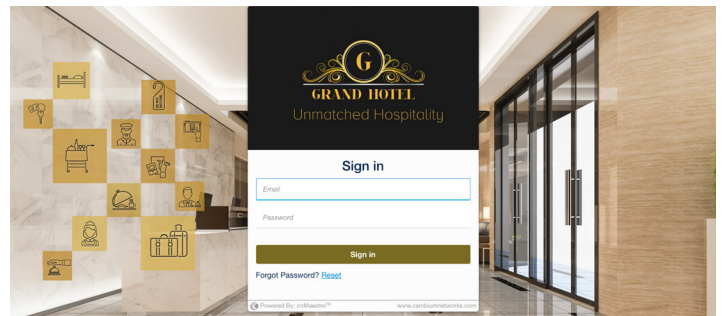 G
GRAND HOTEL
Unmatched Hospitality
Sign in
Email
Password
Sign in
Forgot Password? Reset
Powered By: cnMaestro™
www.cambiumnetworks.com